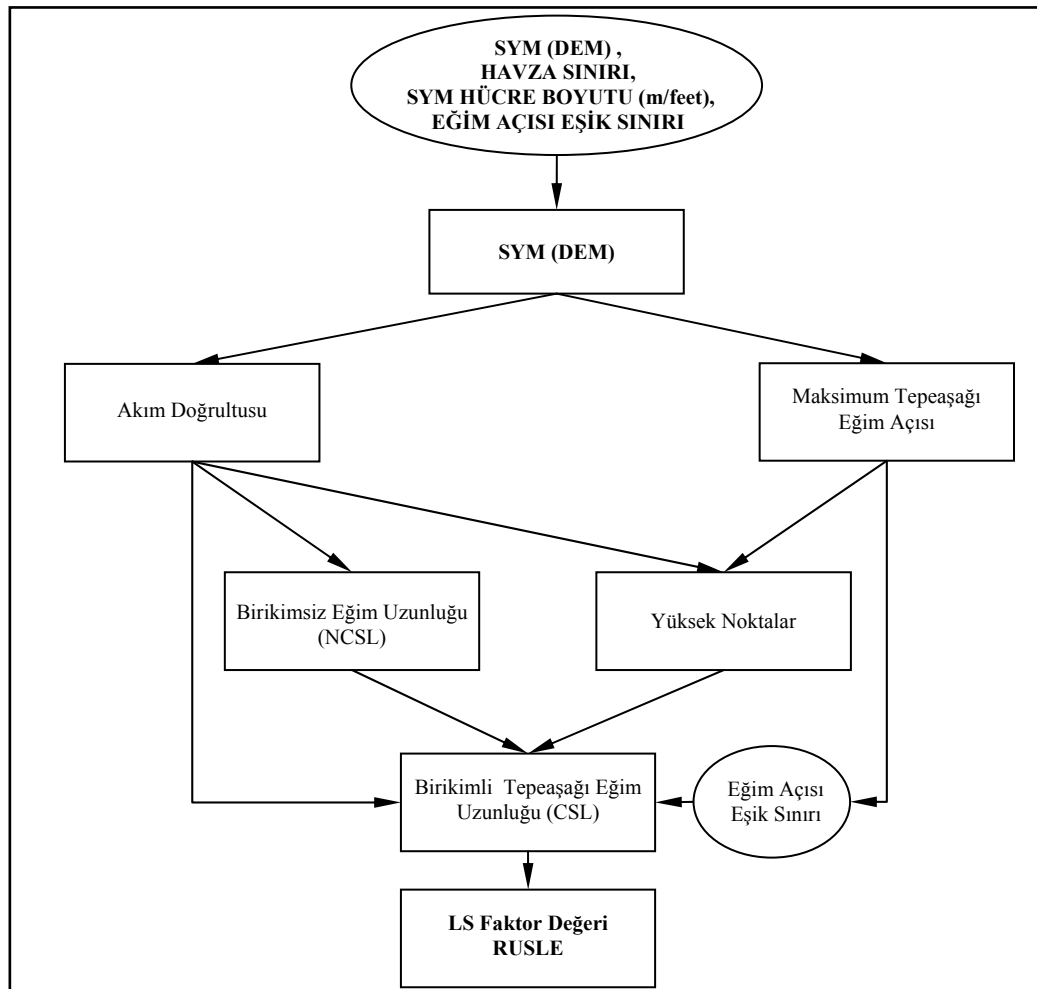 SYM (DEM) ,
HAVZA SINIRI,
SYM HÜCRE BOYUTU (m/feet),
EĞİM AÇISI EŞİK SINIRI
SYM (DEM)
Akım Doğrultusu
Maksimum Tepeaşağı
Eğim Açısı
Birikimsiz Eğim Uzunluğu
(NCSL)
Yüksek Noktalar
Birikimli Tepeaşağı Eğim
Uzunluğu (CSL)
Eğim Açısı
Eşik Sınırı
LS Faktor Değeri
RUSLE